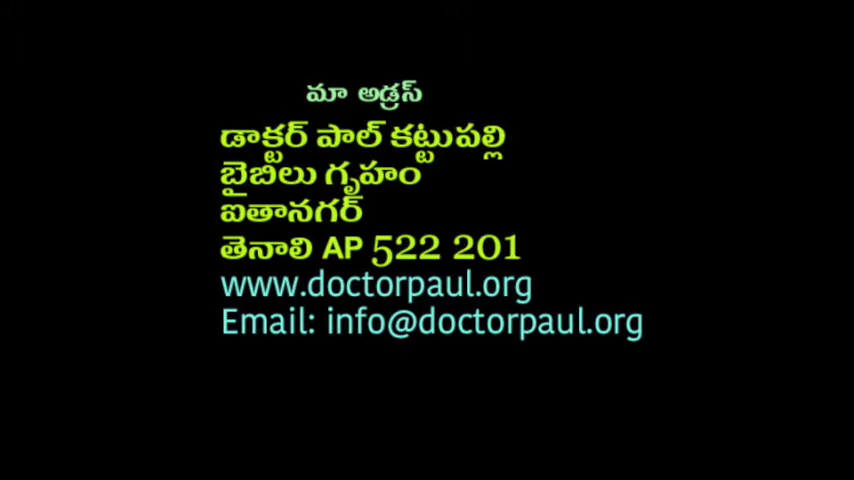 మా అడ్రస్
డాక్టర్ పాల్ కట్టుపల్లి
బైబిలు గృహం
ఐతానగర్
తెనాలి AP 522 201
www.doctorpaul.org
Email: info@doctorpaul.org